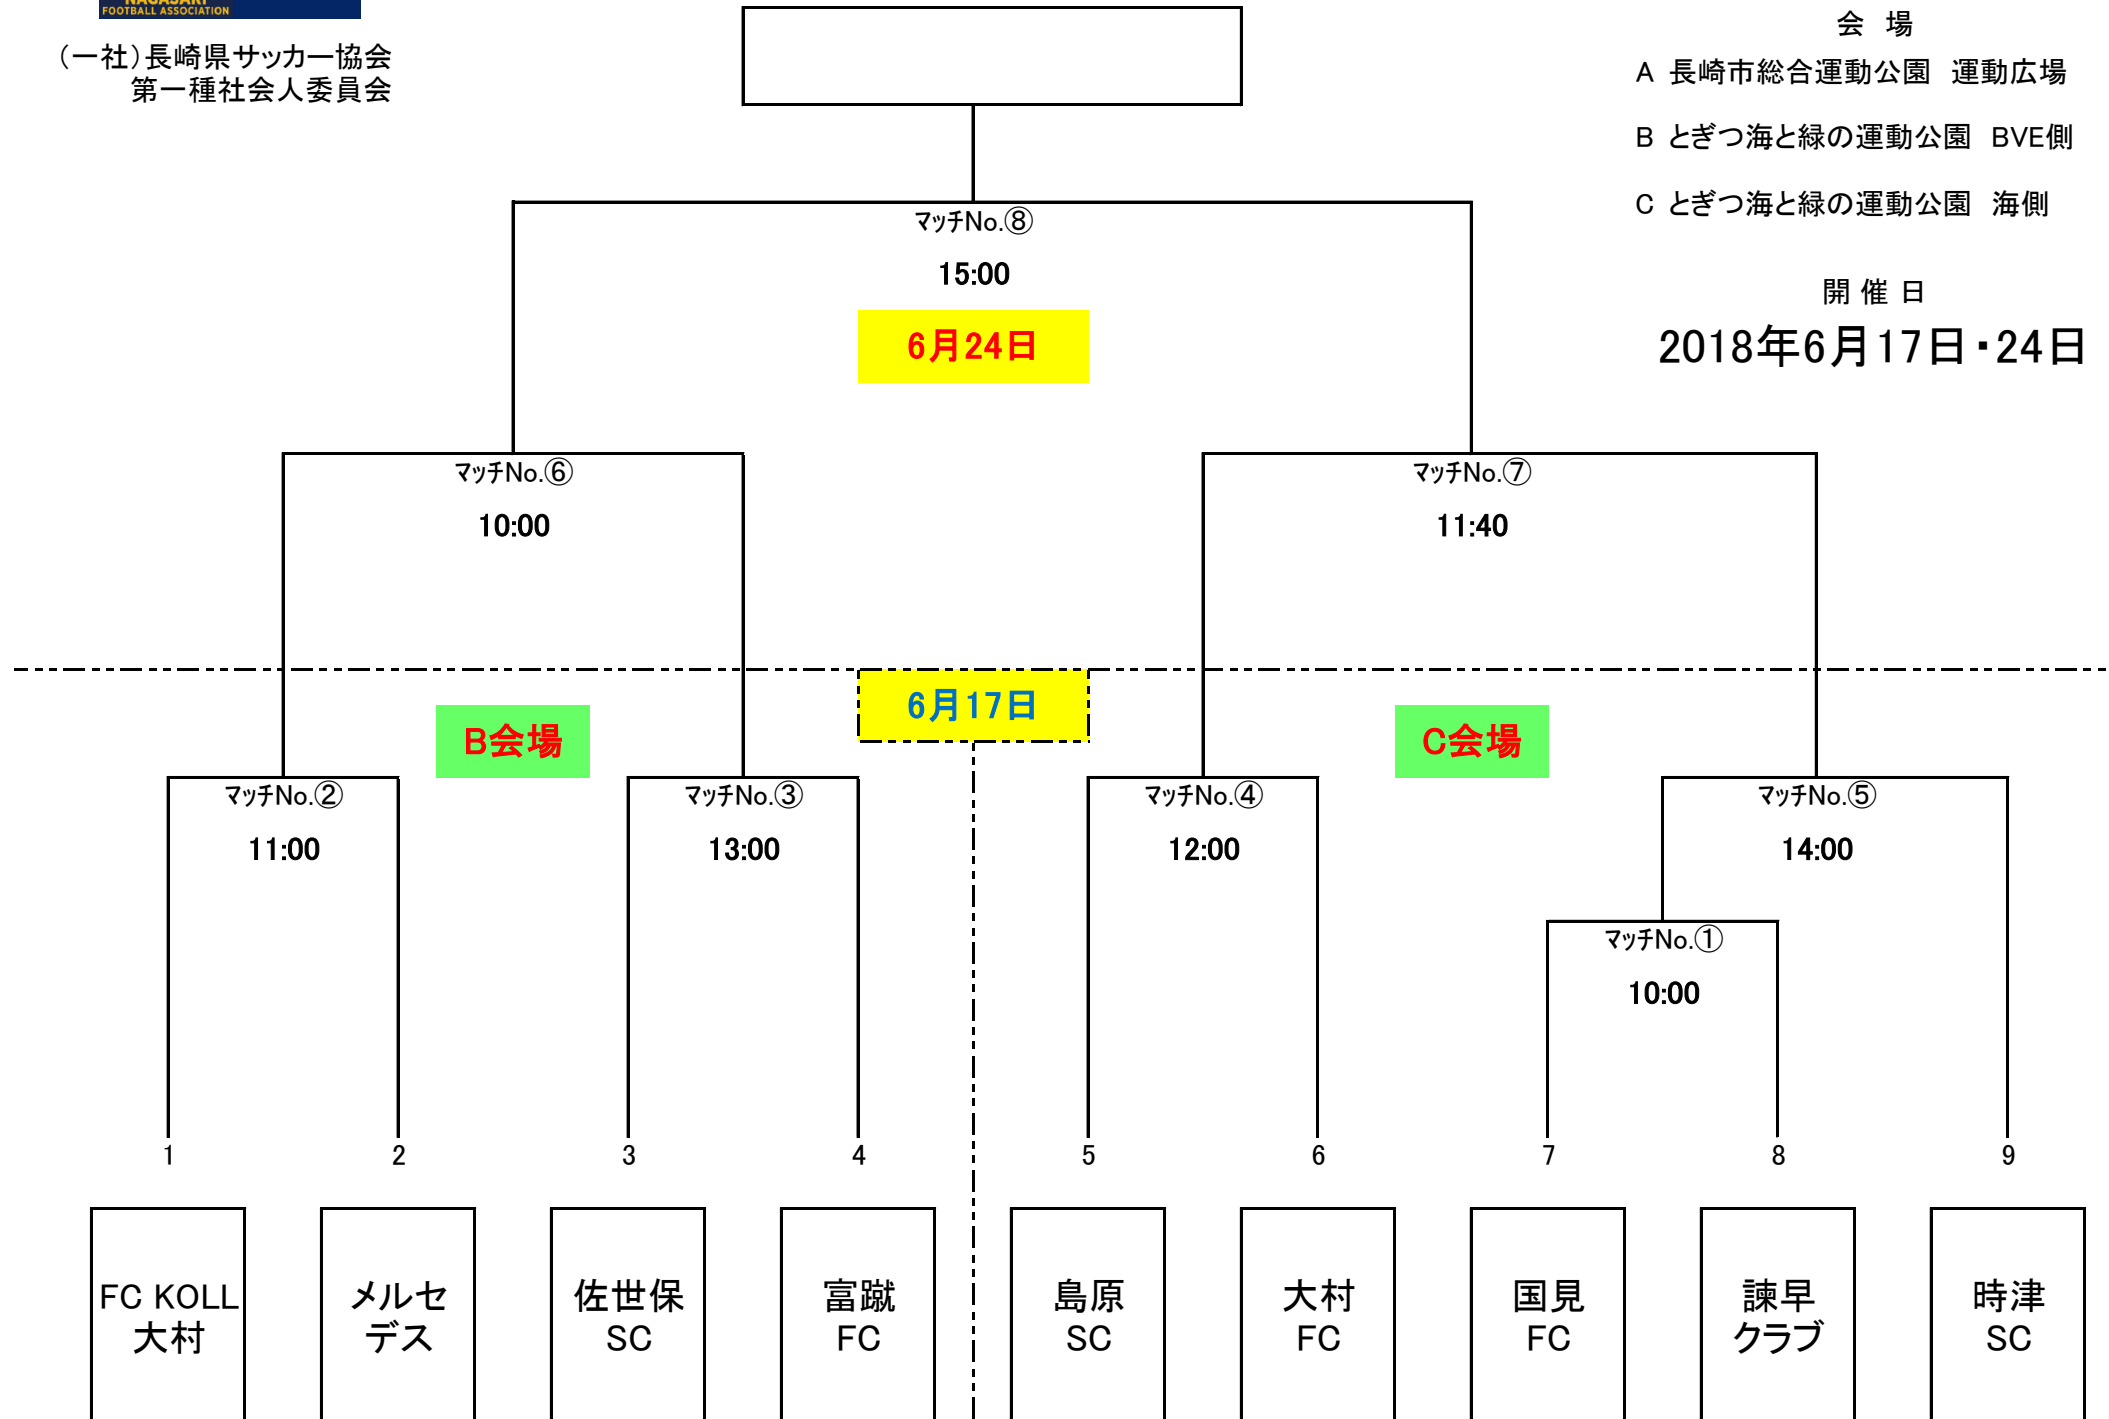 NAGASAKI
FOOTBALL ASSOCIATION
(一社)長崎県サッカー協会
第一種社会人委員会
会 場
A 長崎市総合運動公園 運動広場
B とぎつ海と緑の運動公園 BVE側
C とぎつ海と緑の運動公園 海側
開 催 日
2018年6月17日・24日
マッチNo.⑧
15:00
6月24日
マッチNo.⑥
10:00
マッチNo.⑦
11:40
6月17日
B会場
C会場
マッチNo.②
11:00
マッチNo.③
13:00
マッチNo.④
12:00
マッチNo.⑤
14:00
マッチNo.①
10:00
1 2 3 4 5 6 7 8 9
FC KOLL
大村
メルセ
デス
佐世保
SC
富蹴
FC
島原
SC
大村
FC
国見
FC
諫早
クラブ
時津
SC